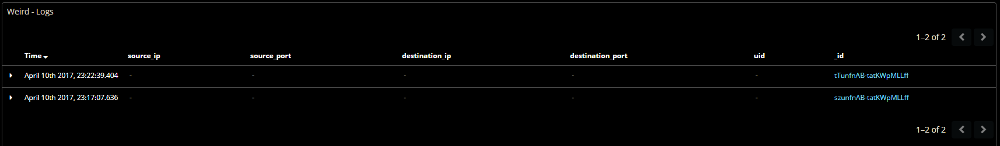 Weird - Logs
1–2 of 2
Time source_ip source_port destination_ip destination_port uid _id
April 10th 2017, 23:22:39.404 - - - - - tTunfnAB-tatKWpMLLff
April 10th 2017, 23:17:07.636 - - - - - szunfnAB-tatKWpMLLff
1–2 of 2